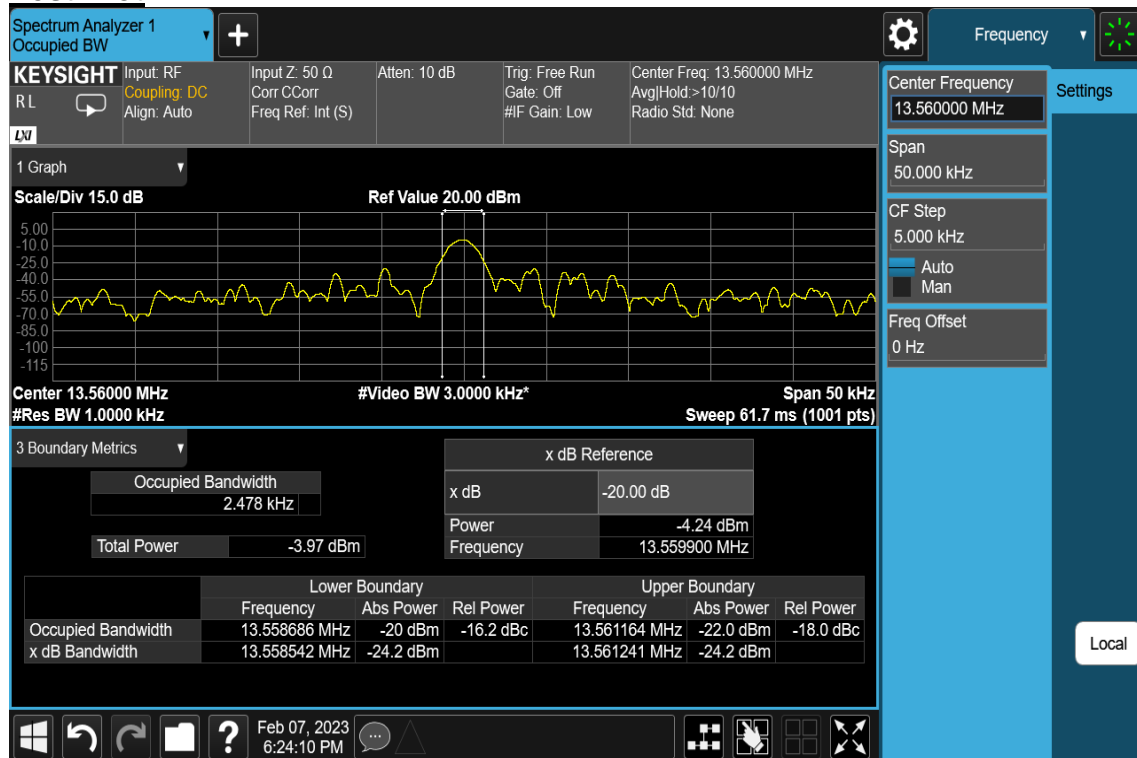 Spectrum Analyzer 1
Occupied BW
+
Frequency
KEYSIGHT Input: RF Input Z: 50 Ω Atten: 10 dB Trig: Free Run Center Freq: 13.560000 MHz
RL Coupling: DC Corr CCorr Gate: Off Avg|Hold:>10/10
Align: Auto Freq Ref: Int (S) #IF Gain: Low Radio Std: None
LXI
1 Graph
Scale/Div 15.0 dB Ref Value 20.00 dBm
5.00
-10.0
-25.0
-40.0
-55.0
-70.0
-85.0
-100
-115
Center 13.56000 MHz #Video BW 3.0000 kHz* Span 50 kHz
#Res BW 1.0000 kHz Sweep 61.7 ms (1001 pts)
3 Boundary Metrics
Occupied Bandwidth
2.478 kHz
Total Power -3.97 dBm
x dB Reference
x dB -20.00 dB
Power -4.24 dBm
Frequency 13.559900 MHz
Lower Boundary Upper Boundary
Frequency Abs Power Rel Power Frequency Abs Power Rel Power
Occupied Bandwidth 13.558686 MHz -20 dBm -16.2 dBc 13.561164 MHz -22.0 dBm -18.0 dBc
x dB Bandwidth 13.558542 MHz -24.2 dBm 13.561241 MHz -24.2 dBm
Center Frequency
13.560000 MHz
Settings
Span
50.000 kHz
CF Step
5.000 kHz
Auto
Man
Freq Offset
0 Hz
Local
?
Feb 07, 2023
6:24:10 PM